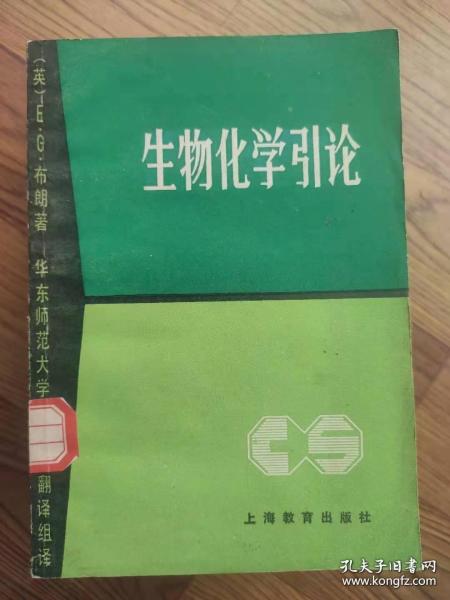 生物化学引论
(英)E·G·布朗著
华东师范大学
翻译组译
CS
上海教育出版社
孔夫子旧书网
www.kongfz.com